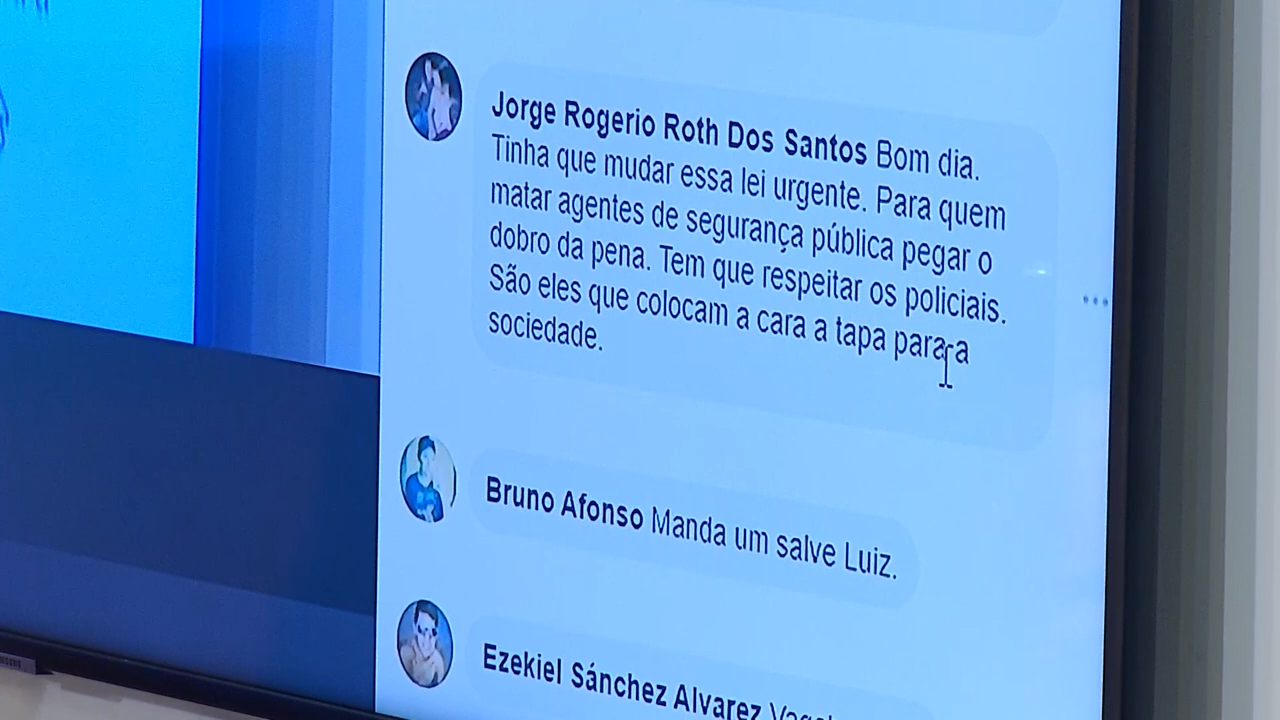 Jorge Rogerio Roth Dos Santos Bom dia.
Tinha que mudar essa lei urgente. Para quem
matar agentes de segurança pública pegar o
dobro da pena. Tem que respeitar os policiais.
São eles que colocam a cara a tapa para a
sociedade.
Bruno Afonso Manda um salve Luiz.
Ezekiel Sánchez Alvarez